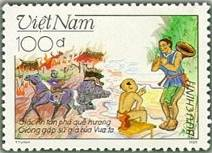 Việt Nam
100đ
Giặc Ân tàn phá quê hương
Gióng gặp sứ giả của Vua ta
BƯU CHÍNH